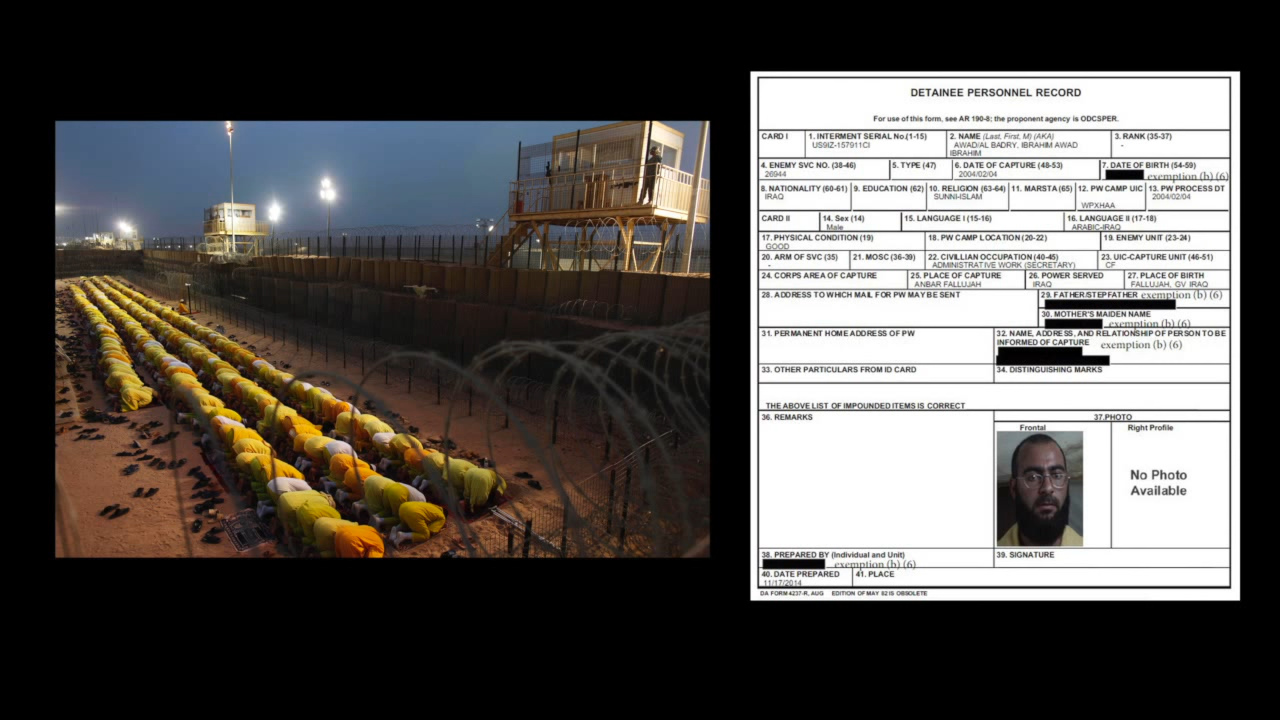 DETAINEE PERSONNEL RECORD
For use of this form, see AR 190-8; the proponent agency is ODCSPER.
CARD I
1. INTERMENT SERIAL No.(1-15)
US9IZ-157911CI
2. NAME (Last, First, M) (AKA)
AWAD/AL BADRY, IBRAHIM AWAD
IBRAHIM
3. RANK (35-37)
-
4. ENEMY SVC NO. (38-46)
26944
5. TYPE (47)
6. DATE OF CAPTURE (48-53)
2004/02/04
7. DATE OF BIRTH (54-59)
exemption (b) (6)
8. NATIONALITY (60-61)
IRAQ
9. EDUCATION (62)
10. RELIGION (63-64)
SUNNI-ISLAM
11. MARSTA (65)
12. PW CAMP UIC
WPXHAA
13. PW PROCESS DT
2004/02/04
CARD II
14. Sex (14)
Male
15. LANGUAGE I (15-16)
16. LANGUAGE II (17-18)
ARABIC-IRAQ
17. PHYSICAL CONDITION (19)
GOOD
18. PW CAMP LOCATION (20-22)
19. ENEMY UNIT (23-24)
20. ARM OF SVC (35)
-
21. MOSC (36-39)
22. CIVILLIAN OCCUPATION (40-45)
ADMINISTRATIVE WORK (SECRETARY)
23. UIC-CAPTURE UNIT (46-51)
CF
24. CORPS AREA OF CAPTURE
25. PLACE OF CAPTURE
ANBAR FALLUJAH
26. POWER SERVED
IRAQ
27. PLACE OF BIRTH
FALLUJAH, GV IRAQ
28. ADDRESS TO WHICH MAIL FOR PW MAY BE SENT
29. FATHER/STEPFATHER exemption (b) (6)
30. MOTHER'S MAIDEN NAME
exemption (b) (6)
31. PERMANENT HOME ADDRESS OF PW
32. NAME, ADDRESS, AND RELATIONSHIP OF PERSON TO BE
INFORMED OF CAPTURE exemption (b) (6)
33. OTHER PARTICULARS FROM ID CARD
34. DISTINGUISHING MARKS
THE ABOVE LIST OF IMPOUNDED ITEMS IS CORRECT
36. REMARKS
37.PHOTO
Frontal
Right Profile
No Photo
Available
38. PREPARED BY (Individual and Unit)
exemption (b) (6)
39. SIGNATURE
40. DATE PREPARED
11/17/2014
41. PLACE
DA FORM 4237-R, AUG EDITION OF MAY 82 IS OBSOLETE